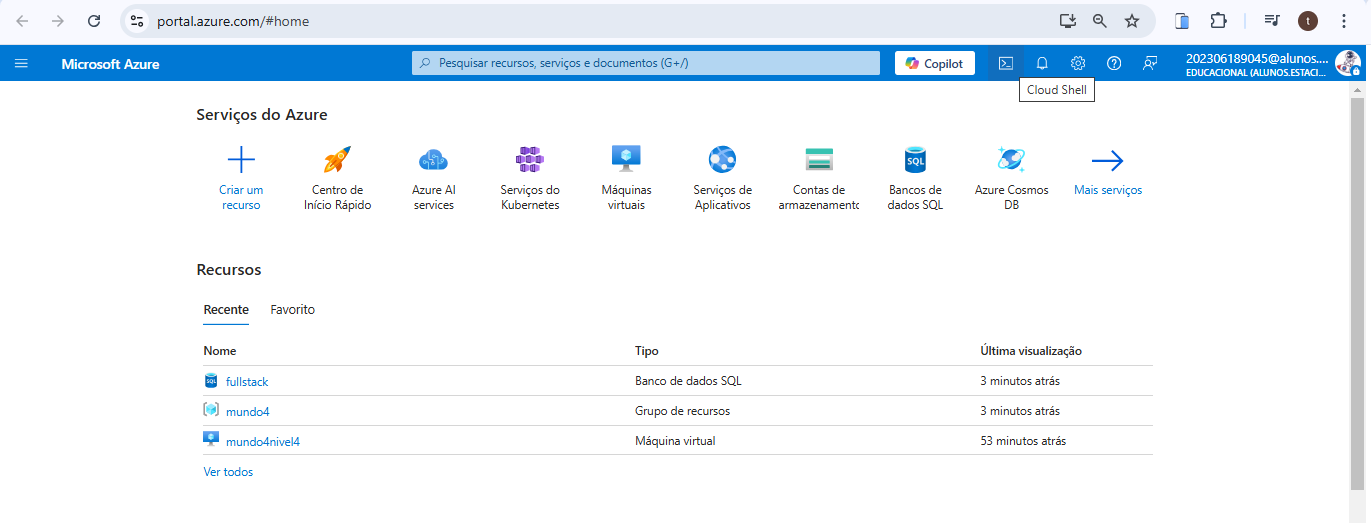 portal.azure.com/#home
t
Microsoft Azure
Pesquisar recursos, serviços e documentos (G+/)
Copilot
202306189045@alunos....
EDUCACIONAL (ALUNOS.ESTACI...
Cloud Shell
Serviços do Azure
Criar um
recurso
Centro de
Início Rápido
Azure AI
services
Serviços do
Kubernetes
Máquinas
virtuais
Serviços de
Aplicativos
Contas de
armazenamento
SQL
Bancos de
dados SQL
Azure Cosmos
DB
Mais serviços
Recursos
Recente
Favorito
Nome
Tipo
Última visualização
SQL
fullstack
Banco de dados SQL
3 minutos atrás
mundo4
Grupo de recursos
3 minutos atrás
mundo4nivel4
Máquina virtual
53 minutos atrás
Ver todos